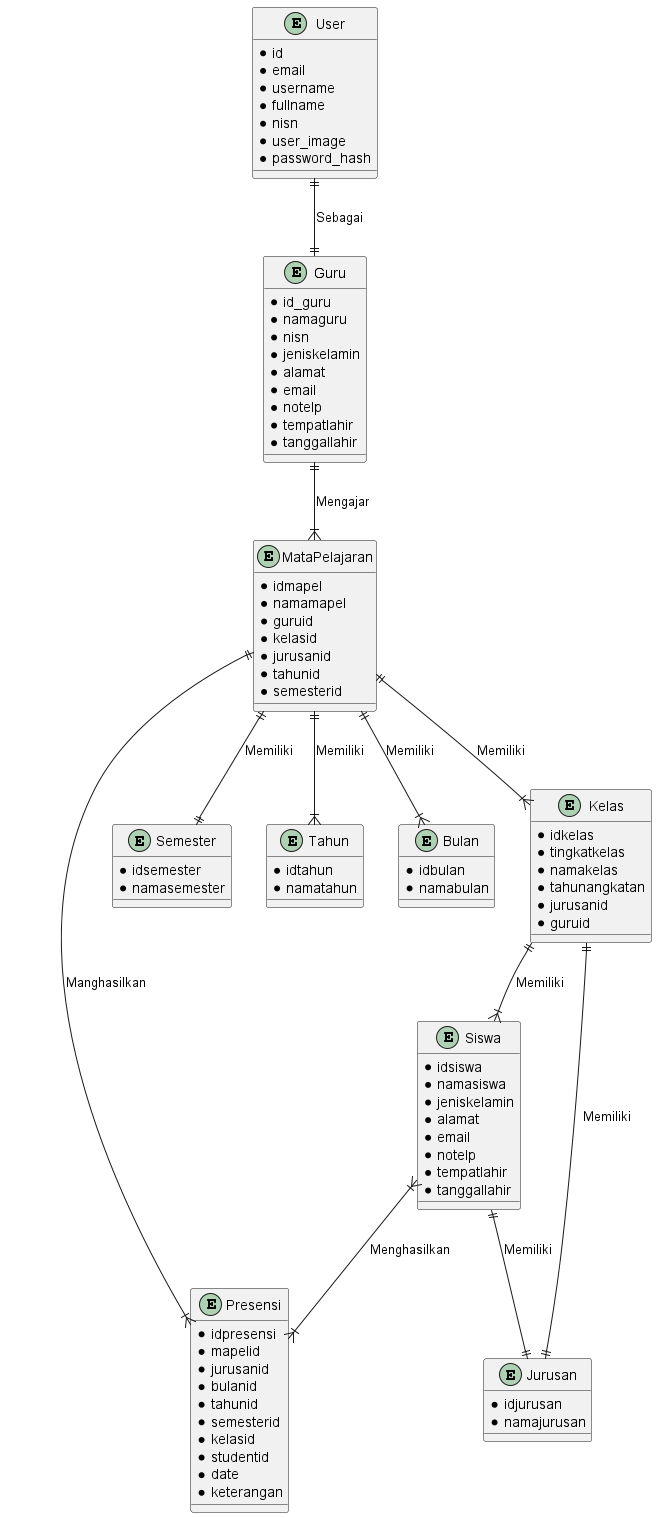 E User
id
email
username
fullname
nisn
user_image
password_hash
Sebagai
E Guru
id_guru
namaguru
nisn
jeniskelamin
alamat
email
notelp
tempatlahir
tanggallahir
Mengajar
E MataPelajaran
idmapel
namamapel
guruid
kelasid
jurusanid
tahunid
semesterid
Memiliki Memiliki Memiliki Memiliki
E Semester
idsemester
namasemester
E Tahun
idtahun
namatahun
E Bulan
idbulan
namabulan
E Kelas
idkelas
tingkatkelas
namakelas
tahunangkatan
jurusanid
guruid
Manghasilkan
Memiliki
E Siswa
idsiswa
namasiswa
jeniskelamin
alamat
email
notelp
tempatlahir
tanggallahir
Memiliki
Menghasilkan
Memiliki
E Presensi
idpresensi
mapelid
jurusanid
bulanid
tahunid
semesterid
kelasid
studentid
date
keterangan
E Jurusan
idjurusan
namajurusan